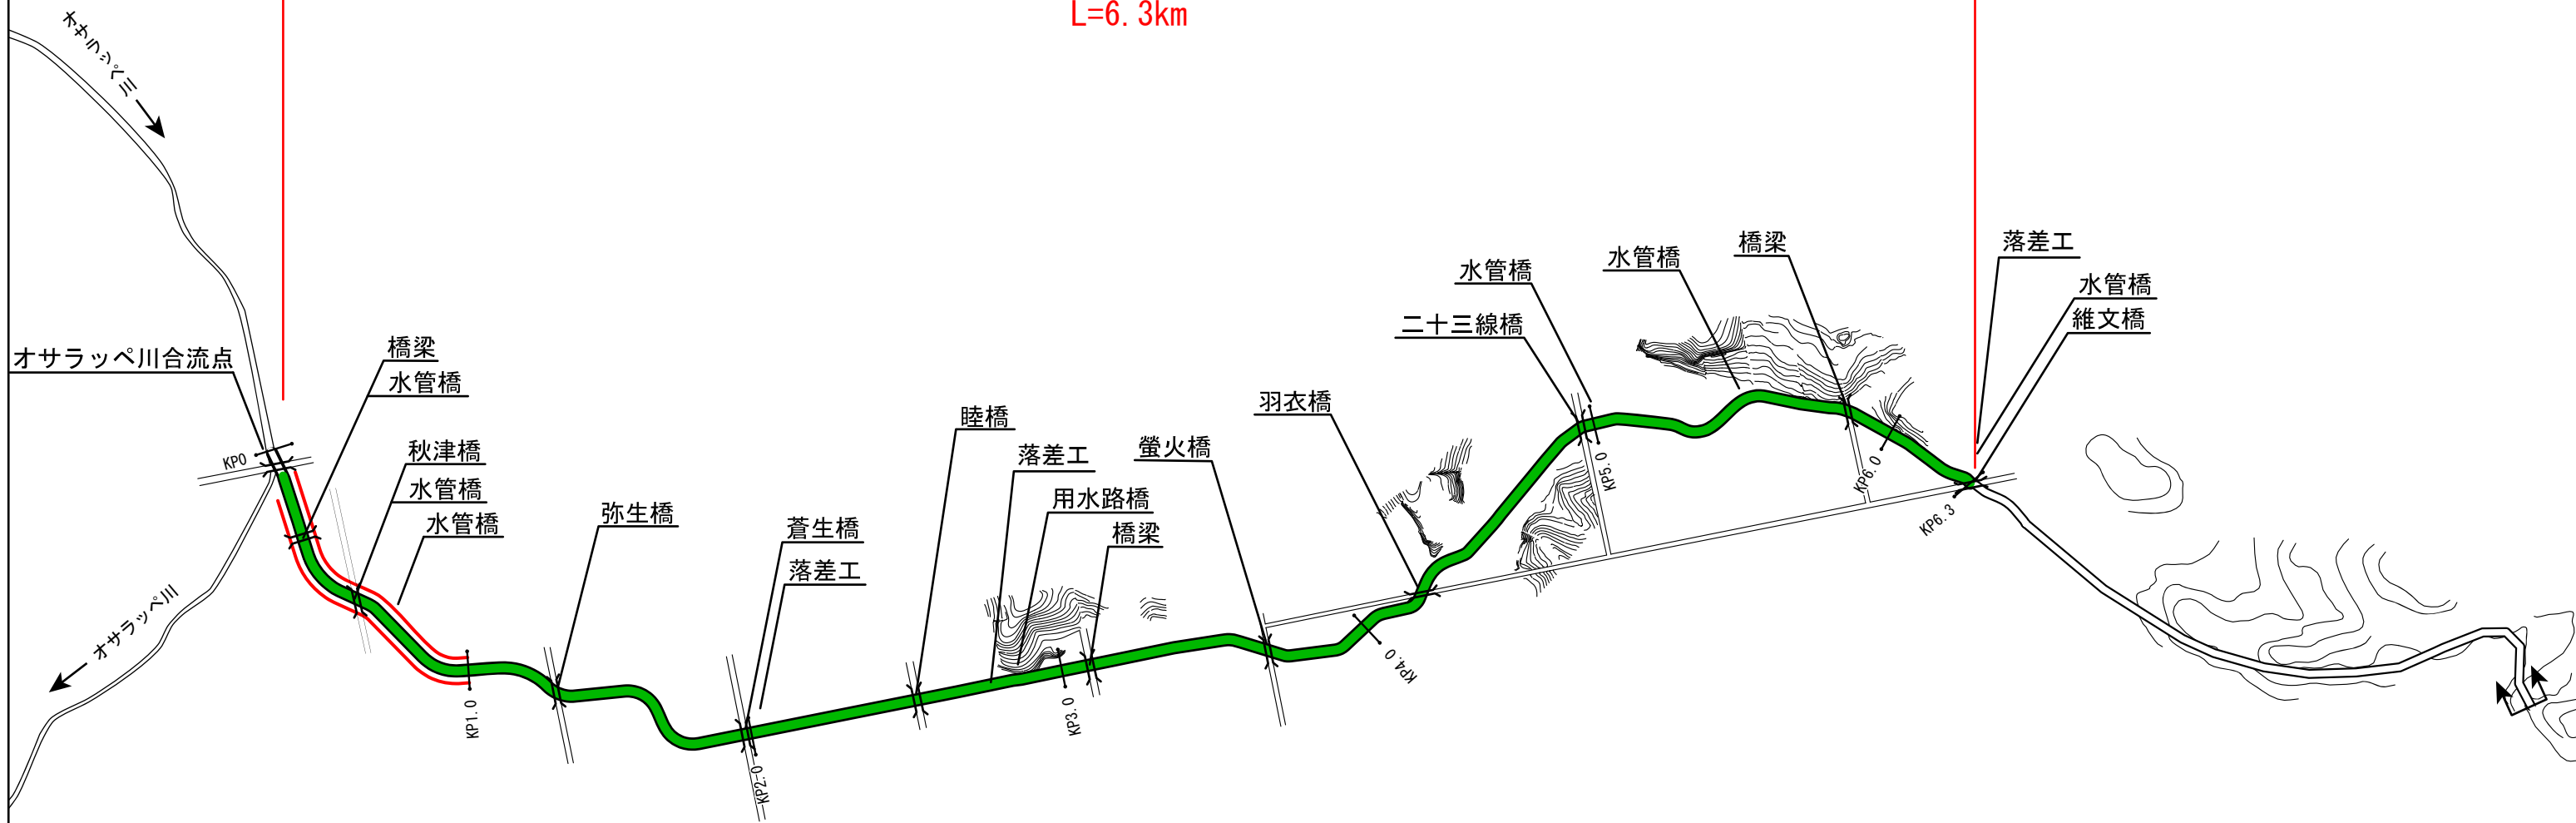 L=6.3km
オサラッペ川
オサラッペ川合流点
KP0
橋梁
水管橋
秋津橋
水管橋
水管橋
オサラッペ川
KP1.0
弥生橋
蒼生橋
落差工
KP2.0
睦橋
落差工
用水路橋
橋梁
KP3.0
螢火橋
羽衣橋
KP4.0
水管橋
二十三線橋
KP5.0
水管橋
橋梁
KP6.0
落差工
水管橋
維文橋
KP6.3